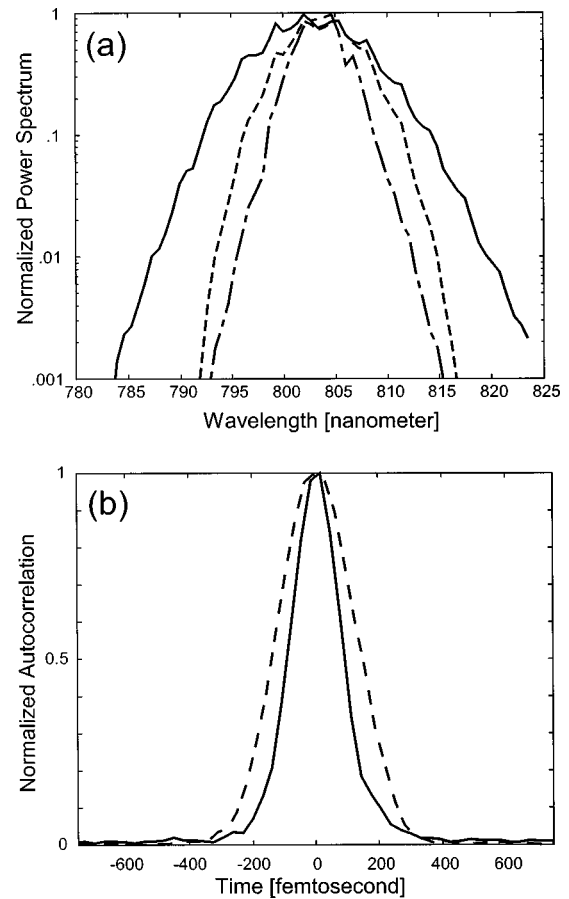 (a)
Normalized Power Spectrum
1
.1
.01
.001
780 785 790 795 800 805 810 815 820 825
Wavelength [nanometer]
(b)
Normalized Autocorrelation
1
0.5
0
-600 -400 -200 0 200 400 600
Time [femtosecond]